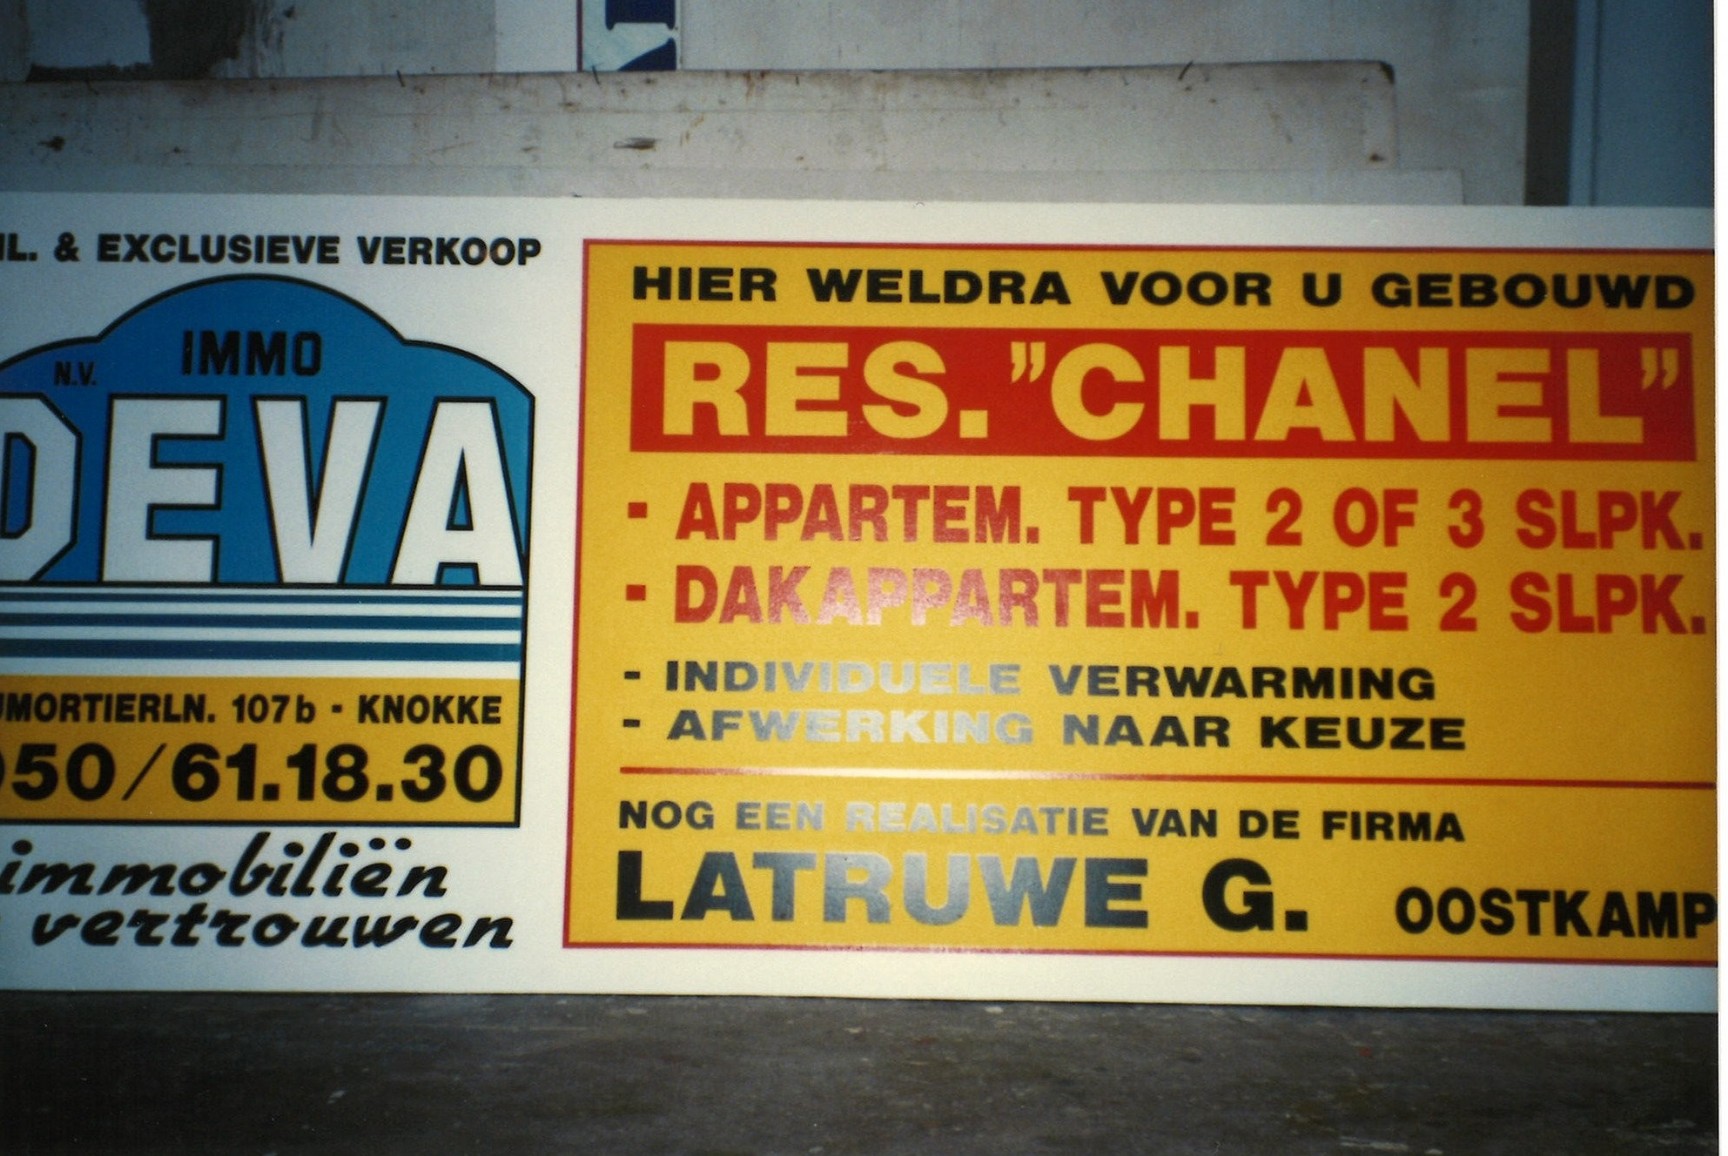 & EXCLUSIEVE VERKOOP
N.V. IMMO
DEVA
107b - KNOKKE
050/61.18.30
immobiliën
vertrouwen
HIER WELDRA VOOR U GEBOUWD
RES. "CHANEL"
- APPARTEM. TYPE 2 OF 3 SLPK.
- DAKAPPARTEM. TYPE 2 SLPK.
- INDIVIDUELE VERWARMING
- AFWERKING NAAR KEUZE
NOG EEN REALISATIE VAN DE FIRMA
LATRUWE G. OOSTKAMP